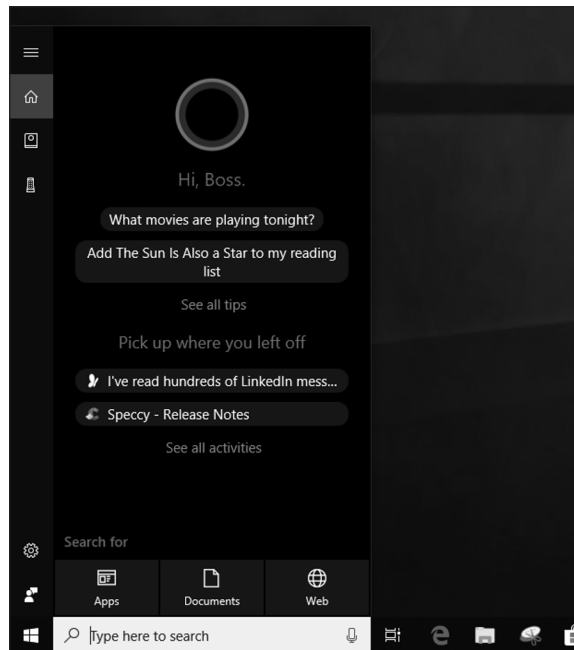 Hi, Boss.
What movies are playing tonight?
Add The Sun Is Also a Star to my reading
list
See all tips
Pick up where you left off
I've read hundreds of LinkedIn mess...
Speccy - Release Notes
See all activities
Search for
Apps Documents Web
Type here to search